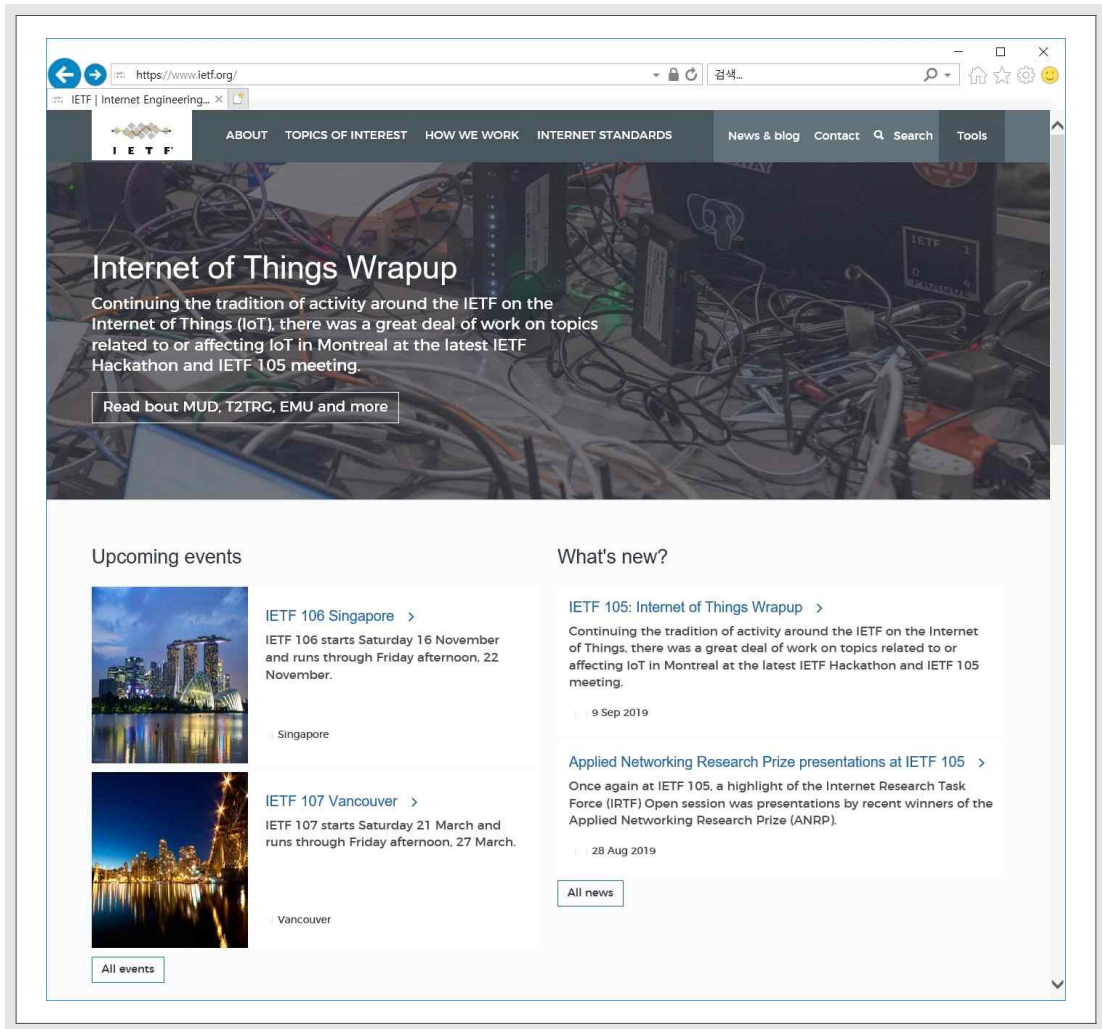 https://www.ietf.org/
검색...
IETF | Internet Engineering...
I E T F
ABOUT TOPICS OF INTEREST HOW WE WORK INTERNET STANDARDS News & blog Contact Search Tools
IETF 1
0
4
Internet of Things Wrapup
Continuing the tradition of activity around the IETF on the
Internet of Things (IoT), there was a great deal of work on topics
related to or affecting IoT in Montreal at the latest IETF
Hackathon and IETF 105 meeting.
Read bout MUD, T2TRG, EMU and more
Upcoming events
IETF 106 Singapore >
IETF 106 starts Saturday 16 November
and runs through Friday afternoon, 22
November.
Singapore
IETF 107 Vancouver >
IETF 107 starts Saturday 21 March and
runs through Friday afternoon, 27 March.
Vancouver
All events
What's new?
IETF 105: Internet of Things Wrapup >
Continuing the tradition of activity around the IETF on the Internet
of Things, there was a great deal of work on topics related to or
affecting IoT in Montreal at the latest IETF Hackathon and IETF 105
meeting.
9 Sep 2019
Applied Networking Research Prize presentations at IETF 105 >
Once again at IETF 105, a highlight of the Internet Research Task
Force (IRTF) Open session was presentations by recent winners of the
Applied Networking Research Prize (ANRP).
28 Aug 2019
All news